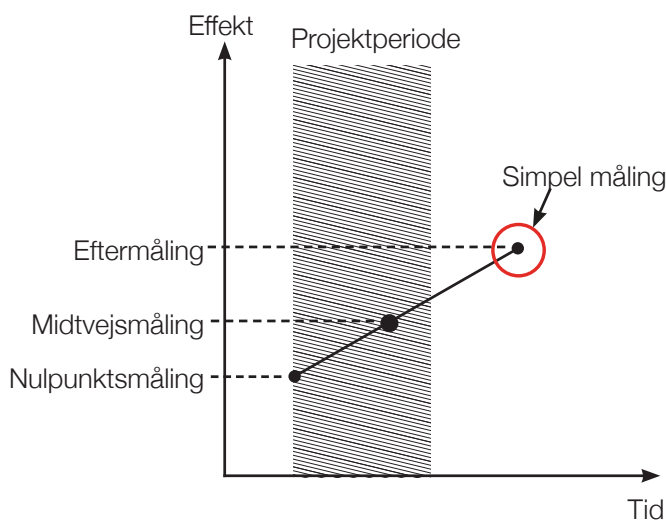 Effekt
Projektperiode
Simpel måling
Eftermåling
Midtvejsmåling
Nulpunktsmåling
Tid